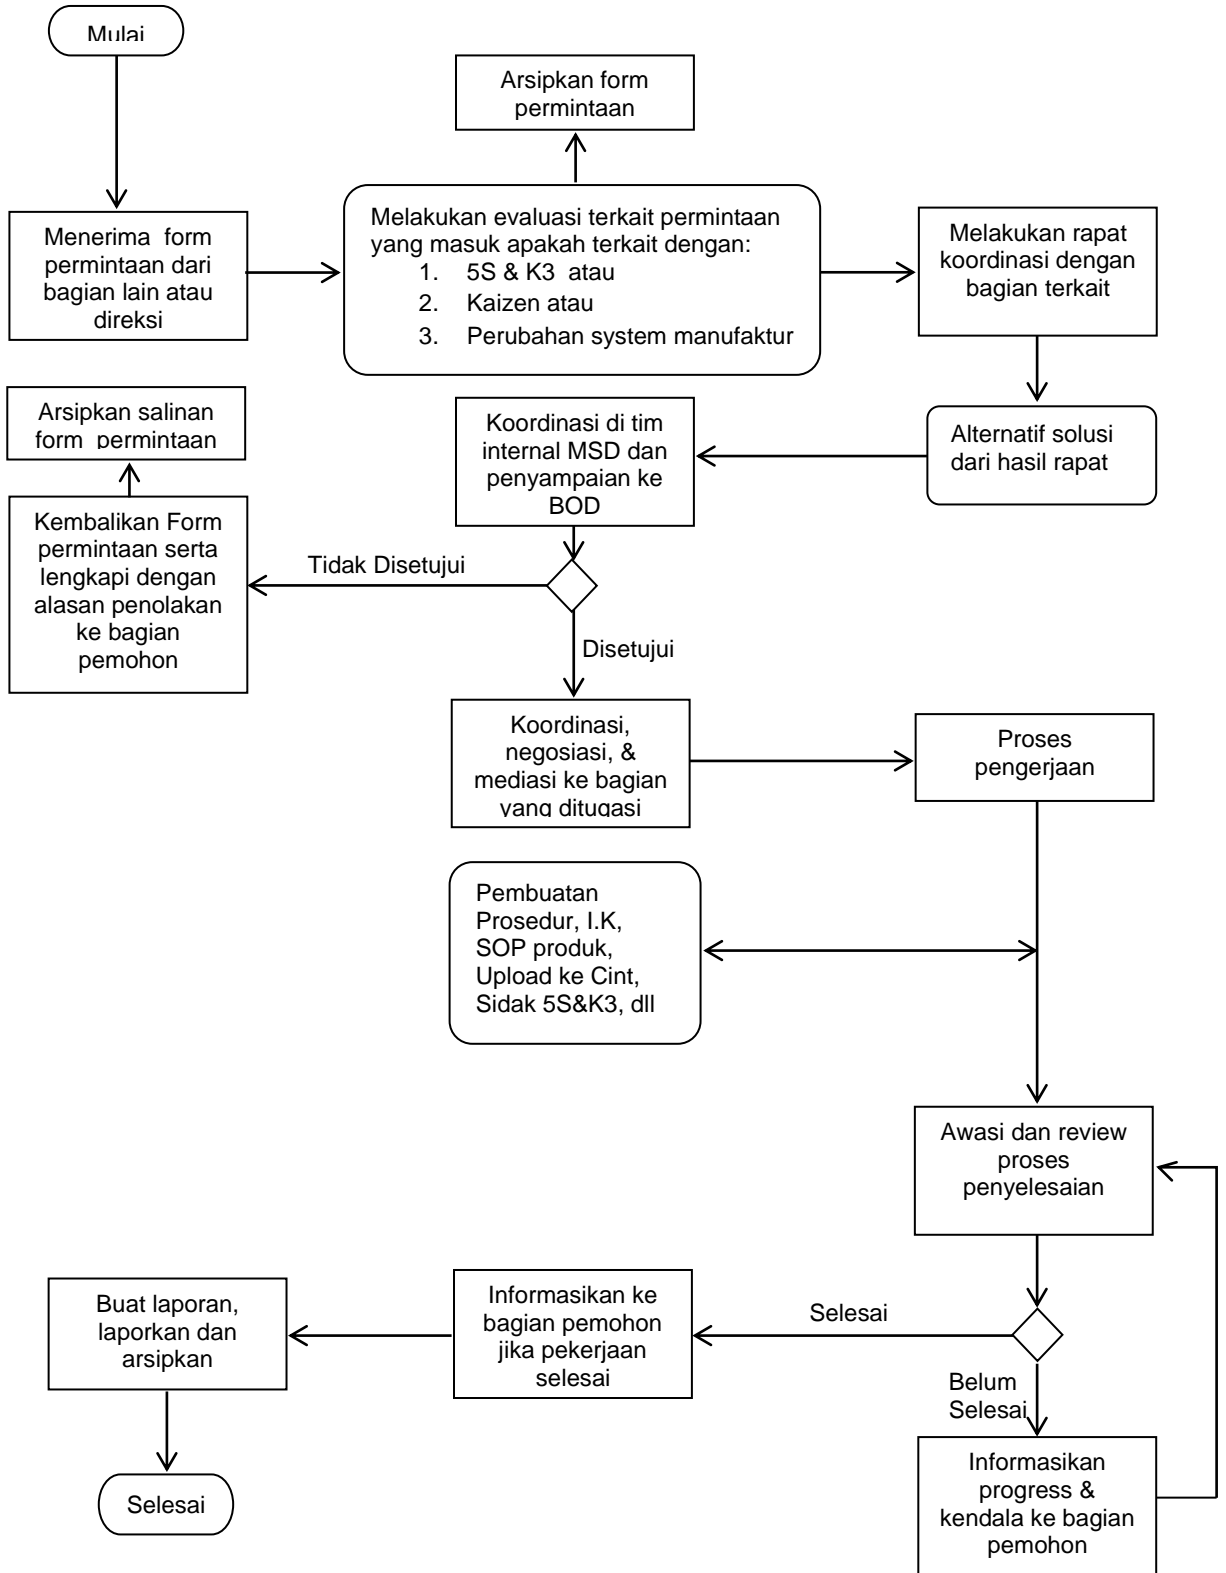 Mulai
Arsipkan form
permintaan
Menerima form
permintaan dari
bagian lain atau
direksi
Melakukan evaluasi terkait permintaan
yang masuk apakah terkait dengan:
1. 5S & K3 atau
2. Kaizen atau
3. Perubahan system manufaktur
Melakukan rapat
koordinasi dengan
bagian terkait
Arsipkan salinan
form permintaan
Koordinasi di tim
internal MSD dan
penyampaian ke
BOD
Alternatif solusi
dari hasil rapat
Kembalikan Form
permintaan serta
lengkapi dengan
alasan penolakan
ke bagian
pemohon
Tidak Disetujui
Disetujui
Koordinasi,
negosiasi, &
mediasi ke bagian
yang ditugasi
Proses
pengerjaan
Pembuatan
Prosedur, I.K,
SOP produk,
Upload ke Cint,
Sidak 5S&K3, dll
Awasi dan review
proses
penyelesaian
Buat laporan,
laporkan dan
arsipkan
Informasikan ke
bagian pemohon
jika pekerjaan
selesai
Selesai
Belum
Selesai
Informasikan
progress &
kendala ke bagian
pemohon
Selesai